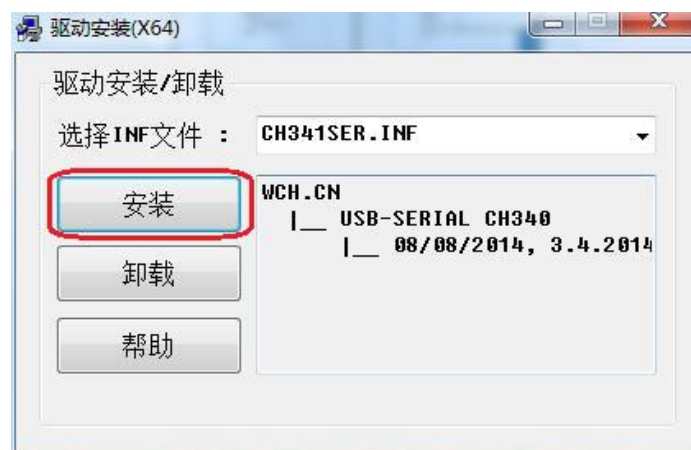 驱动安装(X64)
驱动安装/卸载
选择INF文件 : CH341SER.INF
安装
卸载
帮助
WCH.CN
|__ USB-SERIAL CH340
|__ 08/08/2014, 3.4.2014